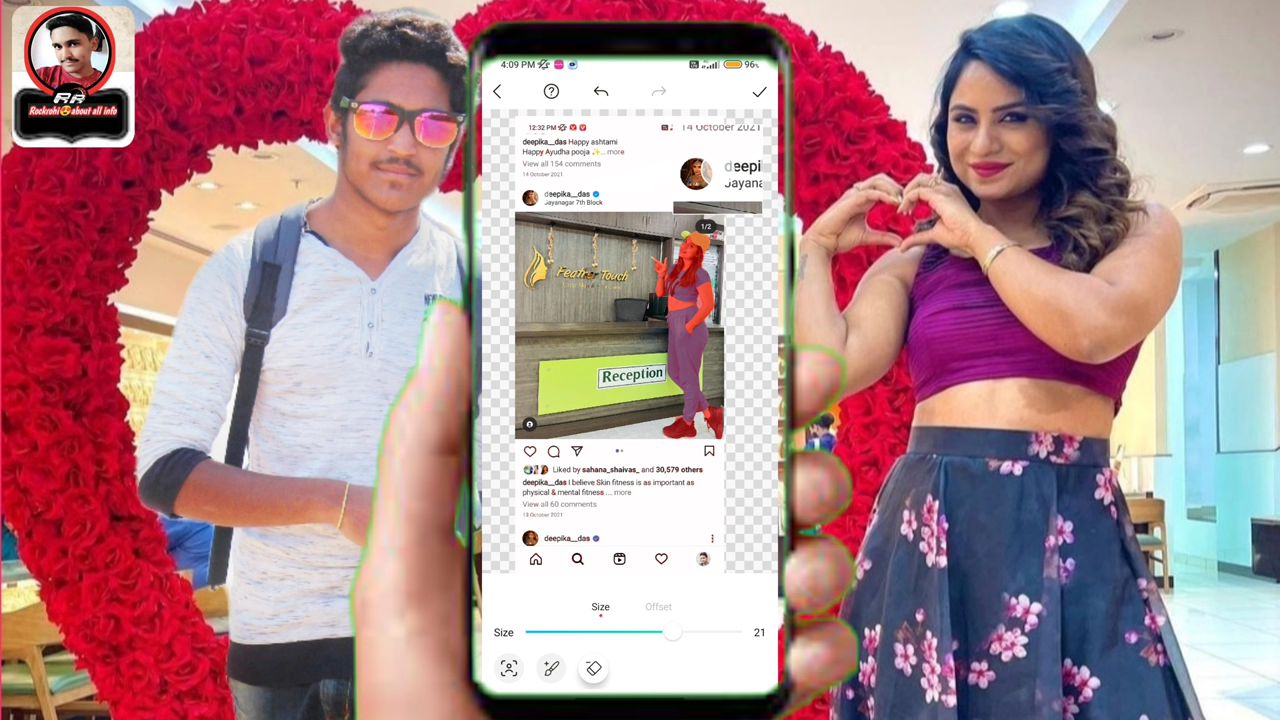 RR
Rockrohi😍about all info
4:09 PM
96%
12:32 PM
14 October 2021
deepika__das Happy ashtami
Happy Ayudha pooja ✨... more
View all 154 comments
14 October 2021
deepi
Jayana
deepika__das
Jayanagar 7th Block
1/2
Feather Touch
Reception
Liked by sahana_shaivas_ and 30,579 others
deepika__das I believe Skin fitness is as important as
physical & mental fitness ... more
View all 60 comments
13 October 2021
deepika__das
Size
Offset
Size
21